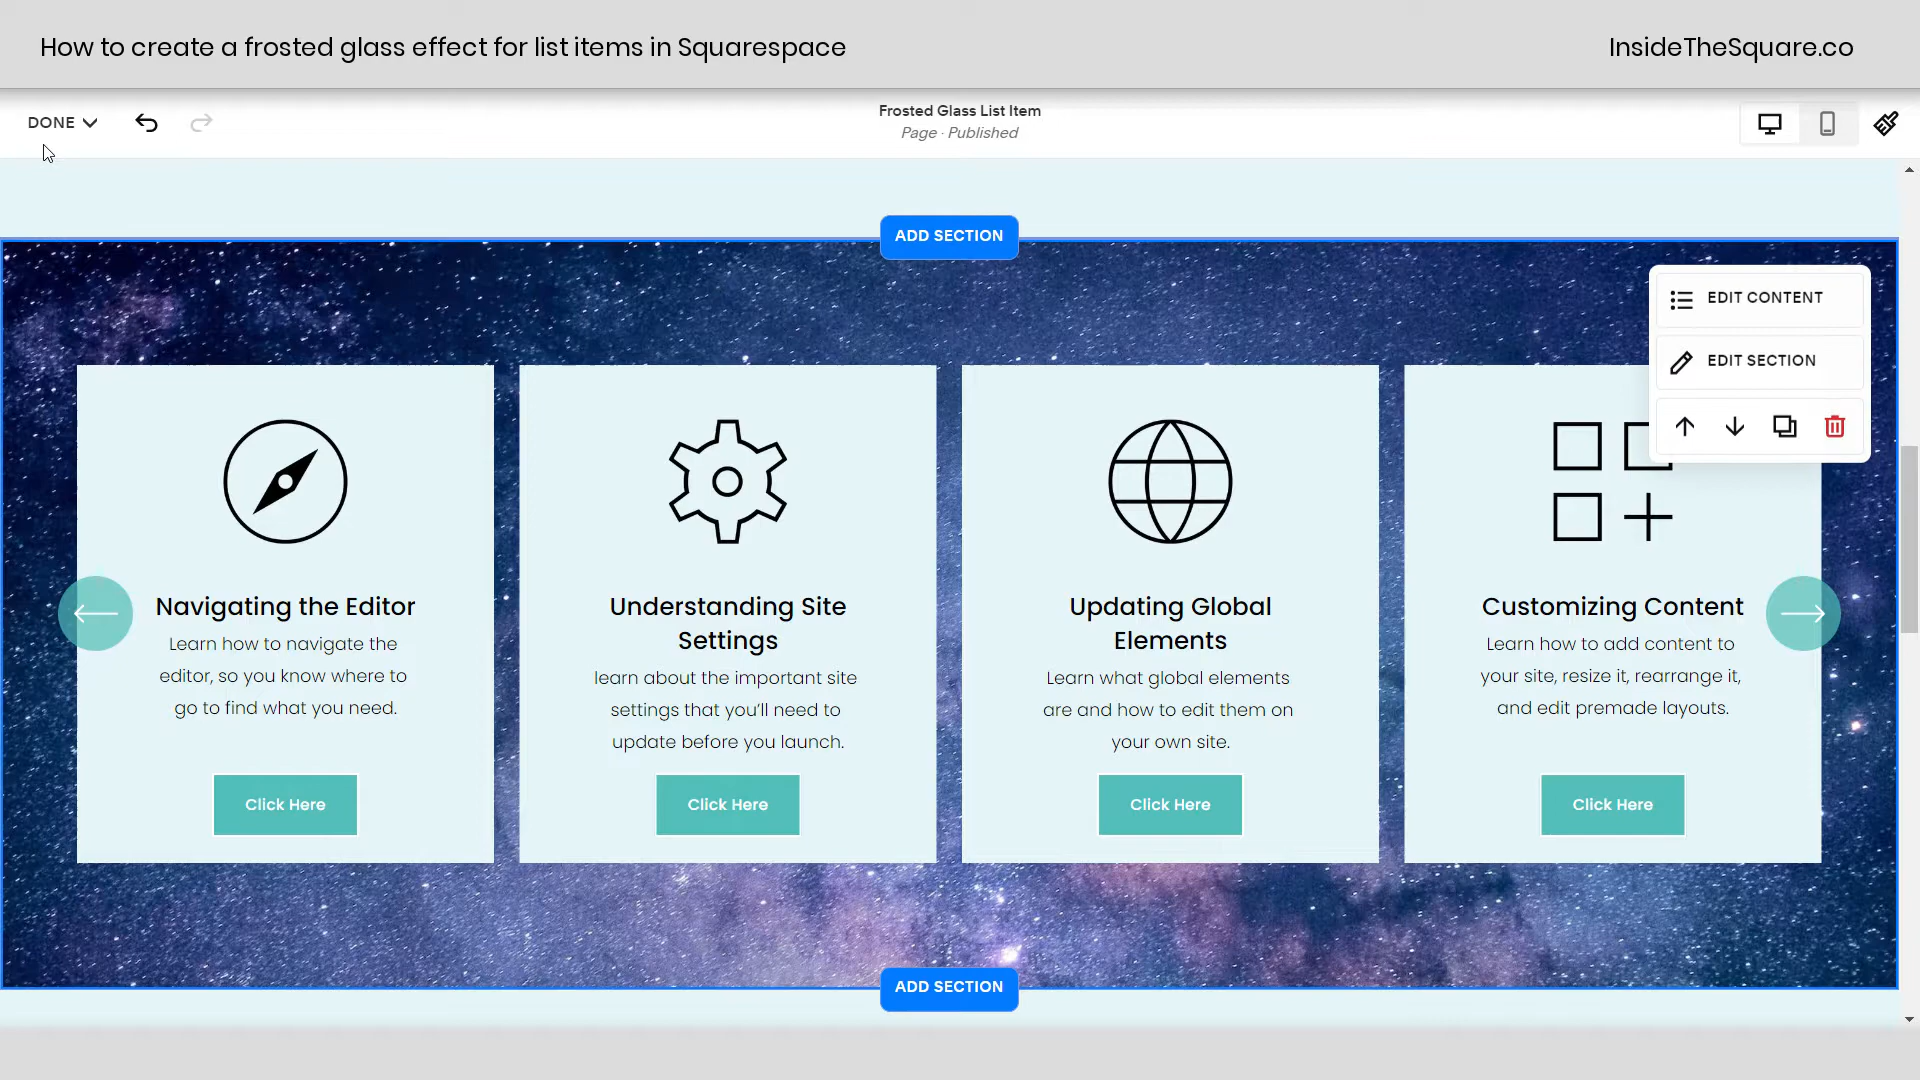 How to create a frosted glass effect for list items in Squarespace
InsideTheSquare.co
DONE
Frosted Glass List Item
Page · Published
ADD SECTION
EDIT CONTENT
EDIT SECTION
Navigating the Editor
Learn how to navigate the
editor, so you know where to
go to find what you need.
Click Here
Understanding Site
Settings
learn about the important site
settings that you'll need to
update before you launch.
Click Here
Updating Global
Elements
Learn what global elements
are and how to edit them on
your own site.
Click Here
Customizing Content
Learn how to add content to
your site, resize it, rearrange it,
and edit premade layouts.
Click Here
ADD SECTION